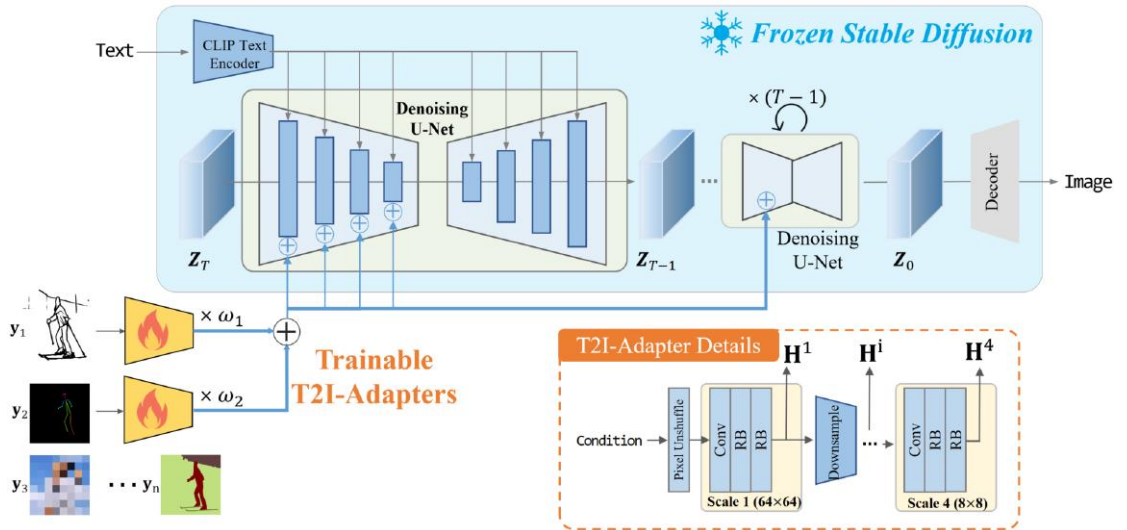 Frozen Stable Diffusion
Text
CLIP Text
Encoder
Denoising
U-Net
× (T − 1)
Z_T
Z_{T−1}
...
Denoising
U-Net
Z_0
Decoder
Image
y_1
× ω_1
y_2
× ω_2
y_3
... y_n
Trainable
T2I-Adapters
T2I-Adapter Details
H^1
H^i
H^4
Condition
Pixel Unshuffle
Conv
RB
RB
Scale 1 (64×64)
Downsample
...
Conv
RB
RB
Scale 4 (8×8)